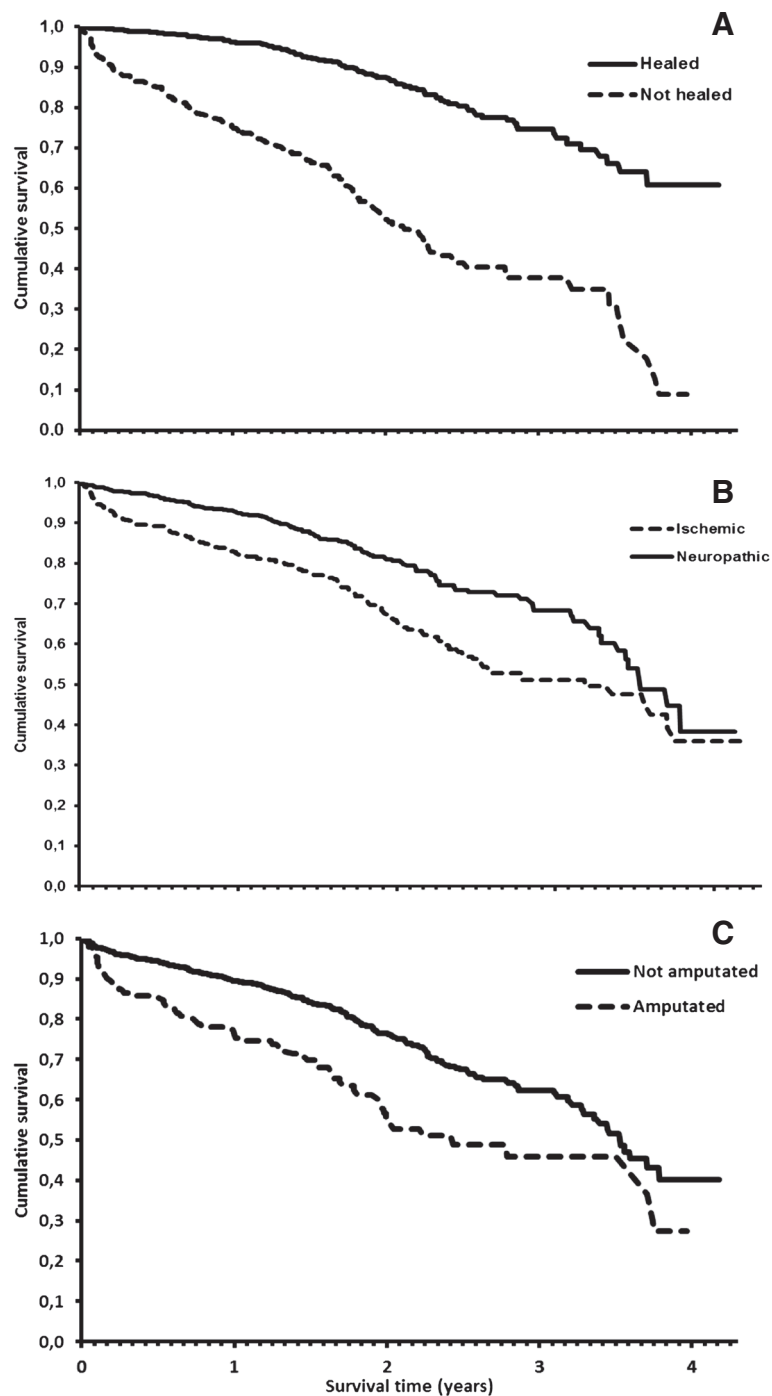 A
1,0
0,9
0,8
0,7
0,6
0,5
0,4
0,3
0,2
0,1
0.0
Cumulative survival
Healed
Not healed
B
1,0
0,9
0,8
0,7
0,6
0,5
0,4
0,3
0,2
0,1
0,0
Cumulative survival
Ischemic
Neuropathic
C
1,0
0,9
0,8
0,7
0,6
0,5
0,4
0,3
0,2
0,1
0,0
Cumulative survival
Not amputated
Amputated
0 1 2 3 4
Survival time (years)